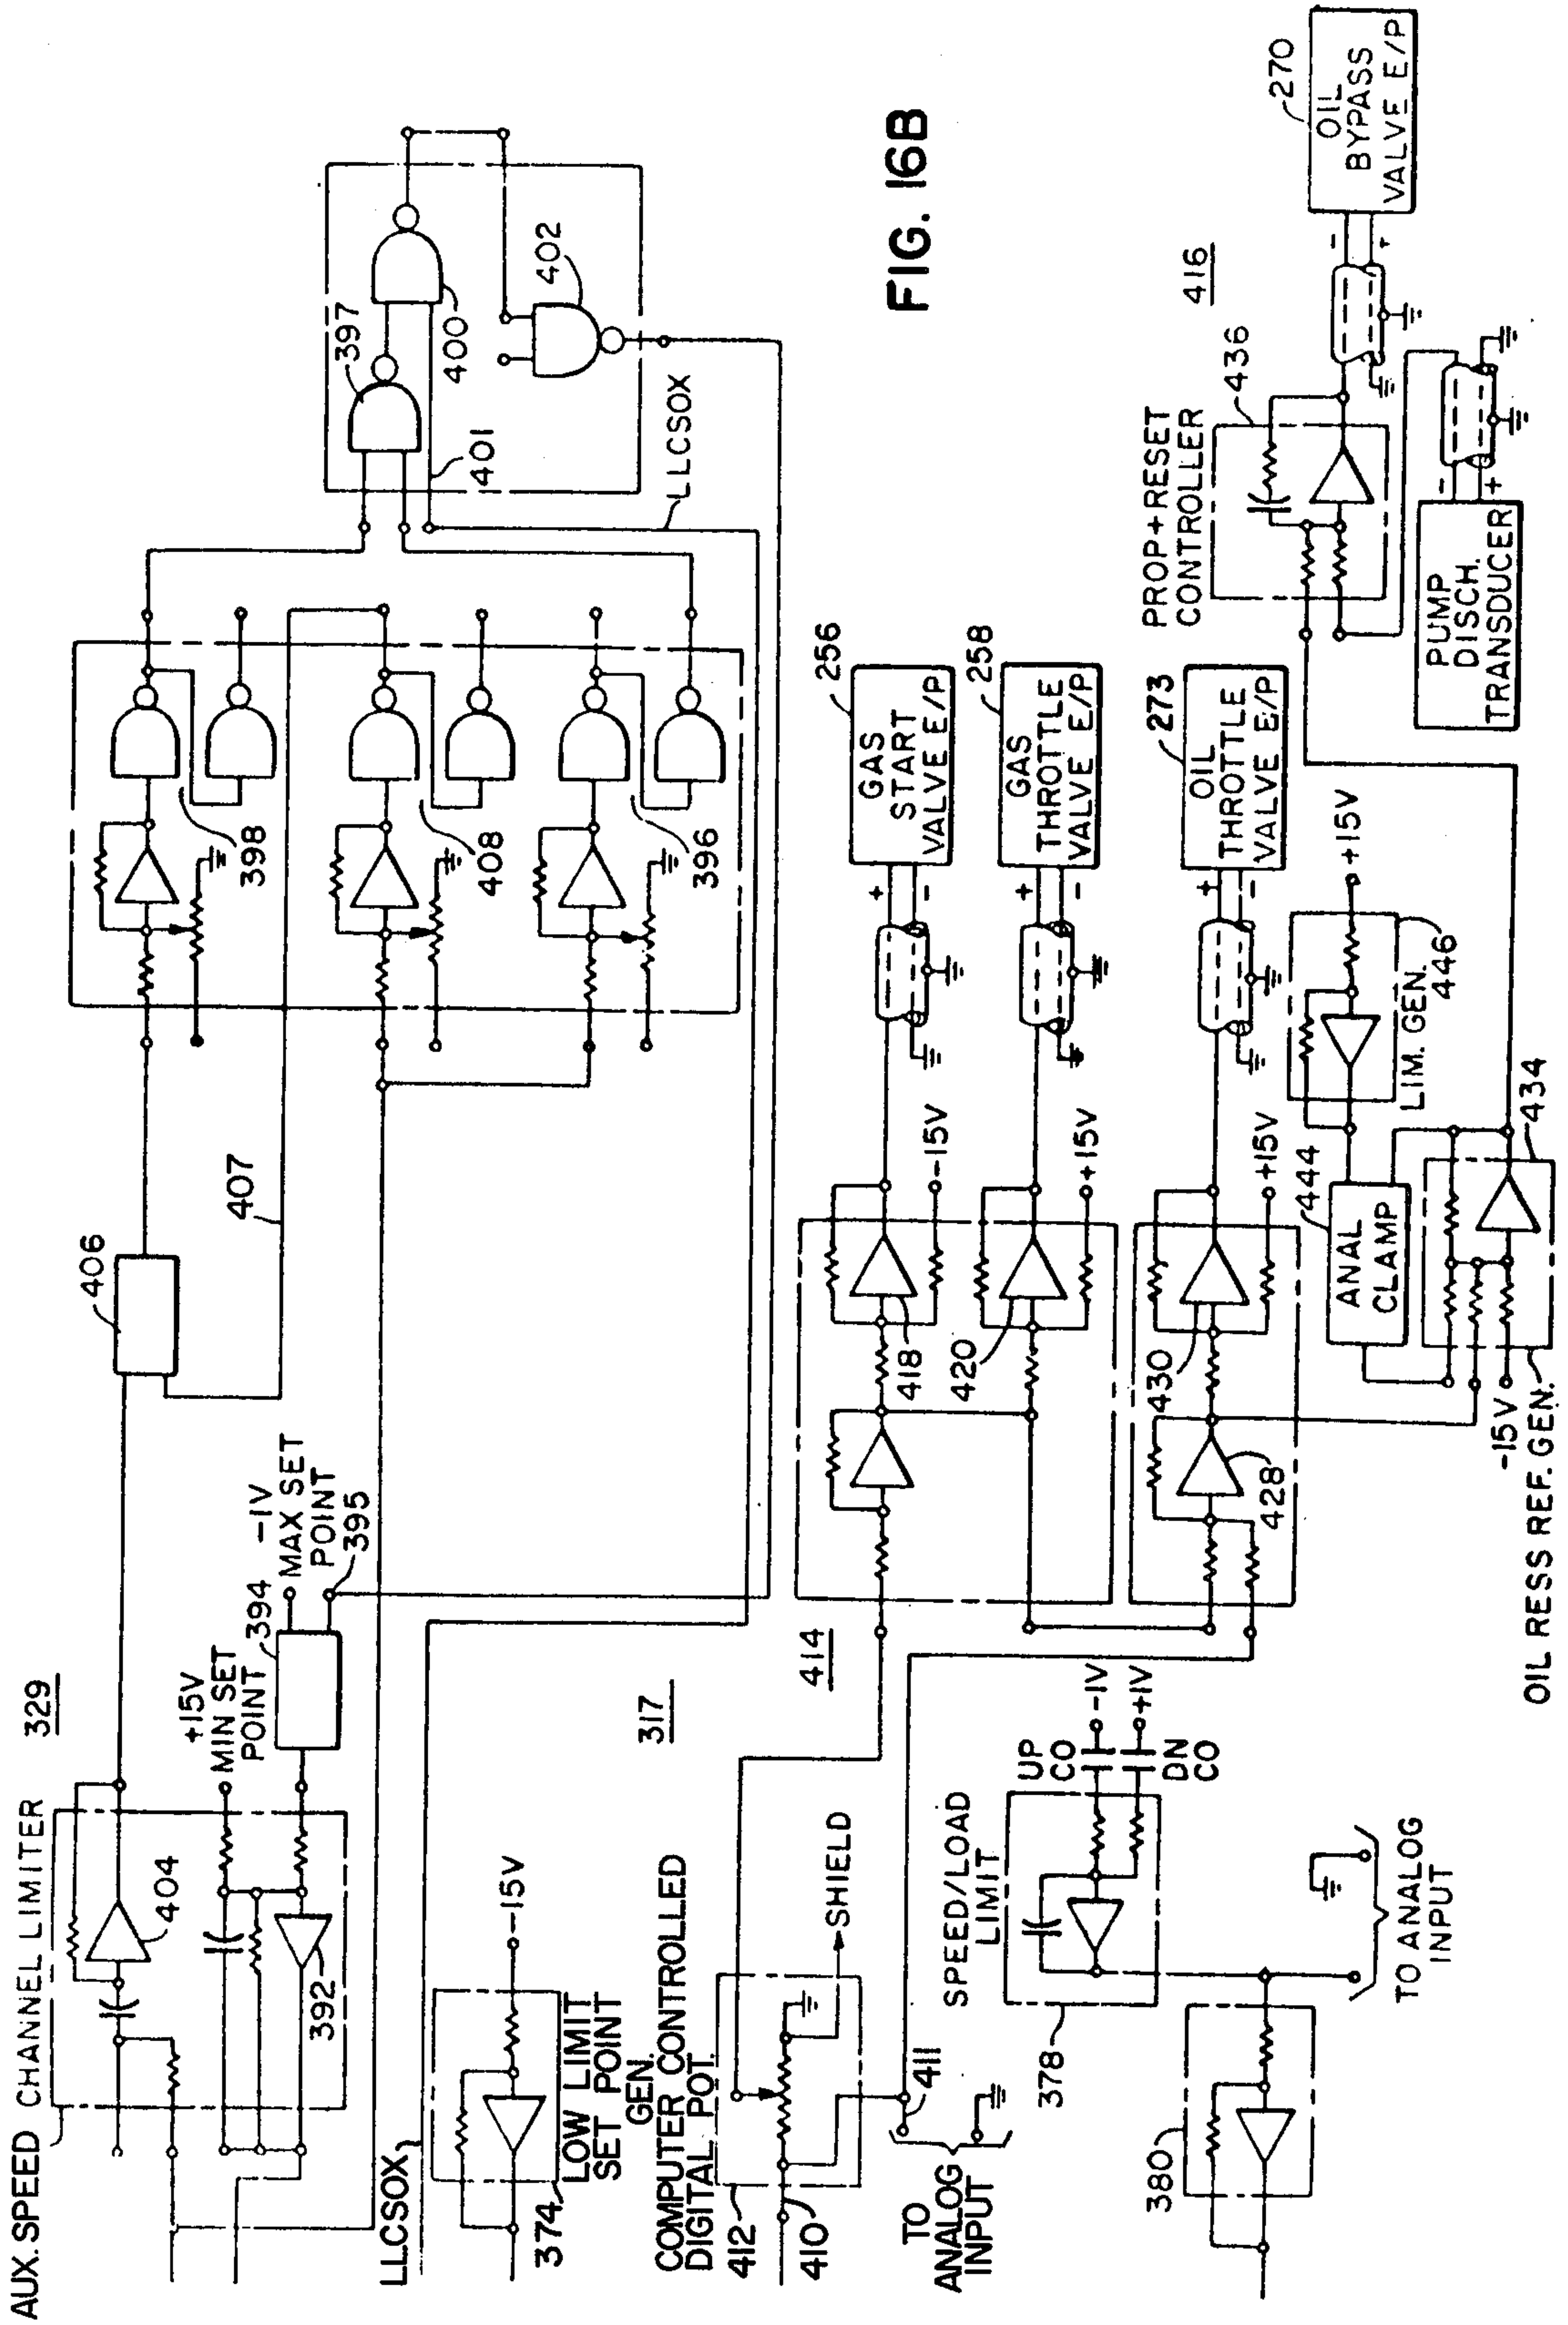 AUX. SPEED CHANNEL LIMITER
329
404
392
+15V
MIN SET
POINT
394
-1V
MAX SET
POINT
395
406
407
398
408
396
397
400
401
402
LLCSOX
LLCSOX
374
LOW LIMIT
SET POINT
GEN.
-15V
317
COMPUTER CONTROLLED
DIGITAL POT.
412
410
SHIELD
411
TO
ANALOG
INPUT
414
418
-15V
420
+15V
256
GAS
START
VALVE E/P
+
-
258
GAS
THROTTLE
VALVE E/P
+
-
273
OIL
THROTTLE
VALVE E/P
+
-
428
430
+15V
SPEED/LOAD
LIMIT
378
UP
CO
-1V
+1V
DN
CO
380
TO ANALOG
INPUT
444
ANAL
CLAMP
LIM. GEN.
446
+15V
434
-15V
OIL RESS REF. GEN.
PROP+RESET
CONTROLLER
436
416
270
OIL
BYPASS
VALVE E/P
-
+
PUMP
DISCH.
TRANSDUCER
-
+
FIG. 16B